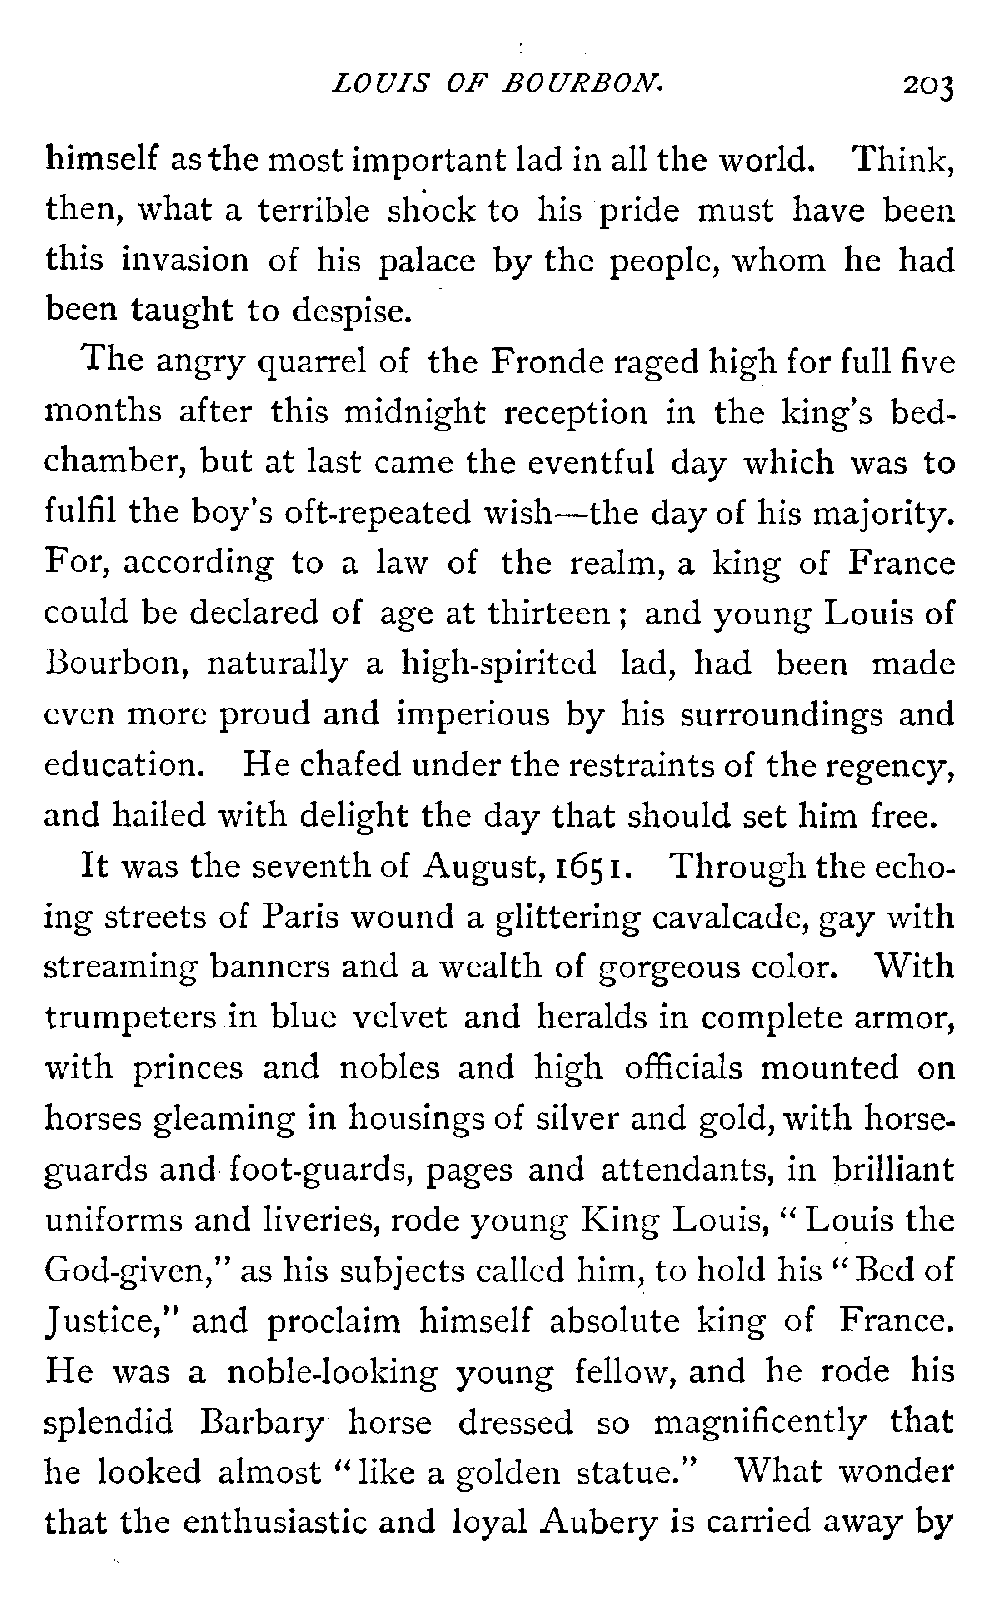 LOUIS OF BOURBON. 203
himself as the most important lad in all the world. Think,
then, what a terrible shock to his pride must have been
this invasion of his palace by the people, whom he had
been taught to despise.
The angry quarrel of the Fronde raged high for full five
months after this midnight reception in the king's bed-
chamber, but at last came the eventful day which was to
fulfil the boy's oft-repeated wish—the day of his majority.
For, according to a law of the realm, a king of France
could be declared of age at thirteen; and young Louis of
Bourbon, naturally a high-spirited lad, had been made
even more proud and imperious by his surroundings and
education. He chafed under the restraints of the regency,
and hailed with delight the day that should set him free.
It was the seventh of August, 1651. Through the echo-
ing streets of Paris wound a glittering cavalcade, gay with
streaming banners and a wealth of gorgeous color. With
trumpeters in blue velvet and heralds in complete armor,
with princes and nobles and high officials mounted on
horses gleaming in housings of silver and gold, with horse-
guards and foot-guards, pages and attendants, in brilliant
uniforms and liveries, rode young King Louis, "Louis the
God-given," as his subjects called him, to hold his "Bed of
Justice," and proclaim himself absolute king of France.
He was a noble-looking young fellow, and he rode his
splendid Barbary horse dressed so magnificently that
he looked almost "like a golden statue." What wonder
that the enthusiastic and loyal Aubery is carried away by